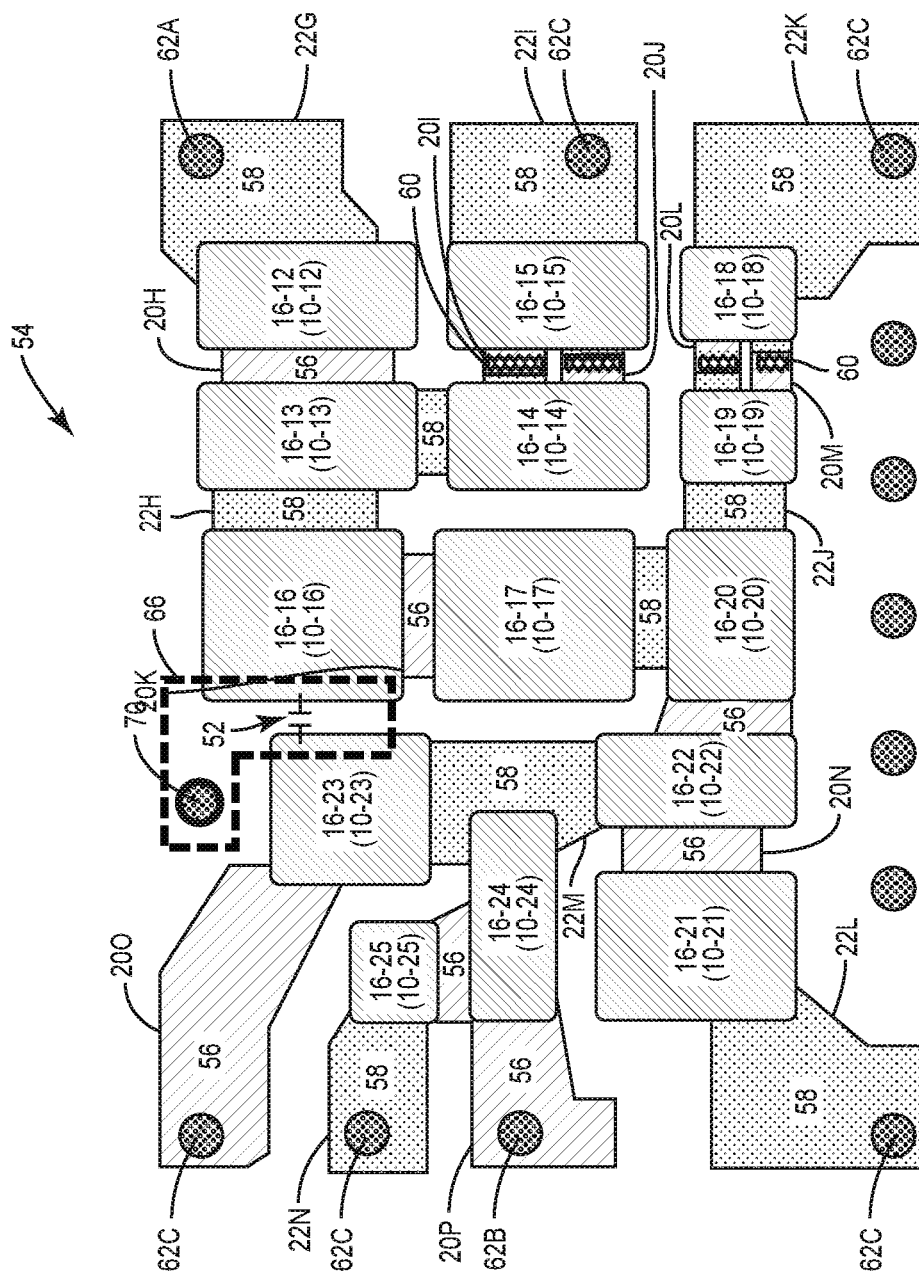 54
62A
22G
58
16-12
(10-12)
20H
56
16-13
(10-13)
22H
58
16-16
(10-16)
66
20K
70
52
16-23
(10-23)
20O
56
62C
22I
62C
20J
20I
60
58
16-15
(10-15)
16-14
(10-14)
58
56
16-17
(10-17)
58
58
16-24
(10-24)
22M
16-25
(10-25)
56
58
22N
62C
56
20P
62B
22K
62C
58
20L
16-18
(10-18)
60
20M
16-19
(10-19)
58
22J
16-20
(10-20)
56
16-22
(10-22)
20N
56
16-21
(10-21)
22L
58
62C